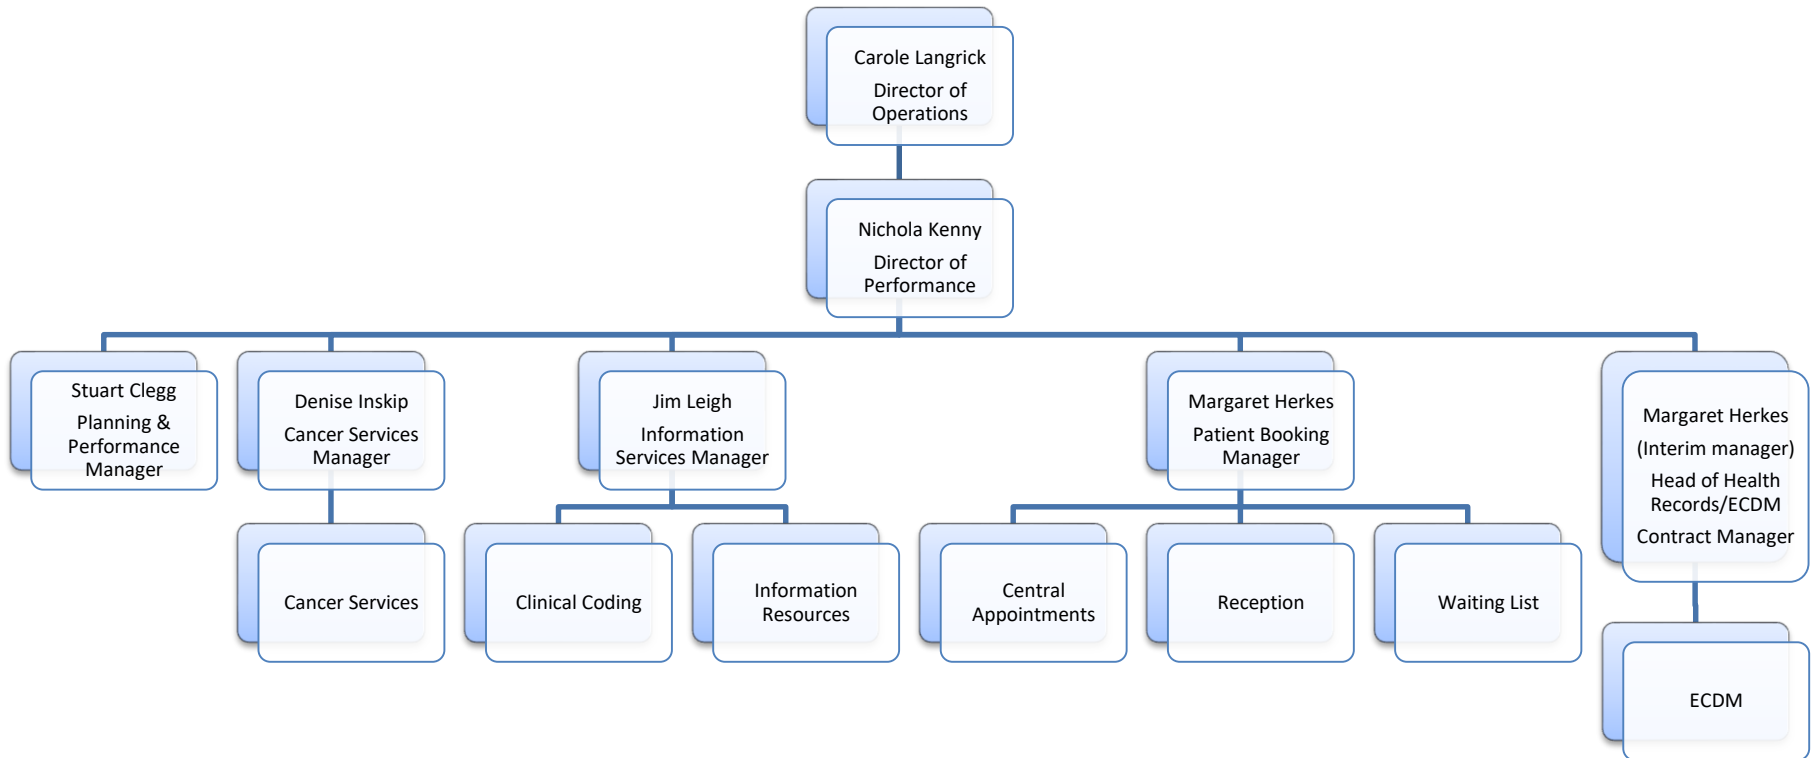 Carole Langrick
Director of
Operations
Nichola Kenny
Director of
Performance
Stuart Clegg
Planning &
Performance
Manager
Denise Inskip
Cancer Services
Manager
Jim Leigh
Information
Services Manager
Margaret Herkes
Patient Booking
Manager
Margaret Herkes
(Interim manager)
Head of Health
Records/ECDM
Contract Manager
Cancer Services
Clinical Coding
Information
Resources
Central
Appointments
Reception
Waiting List
ECDM